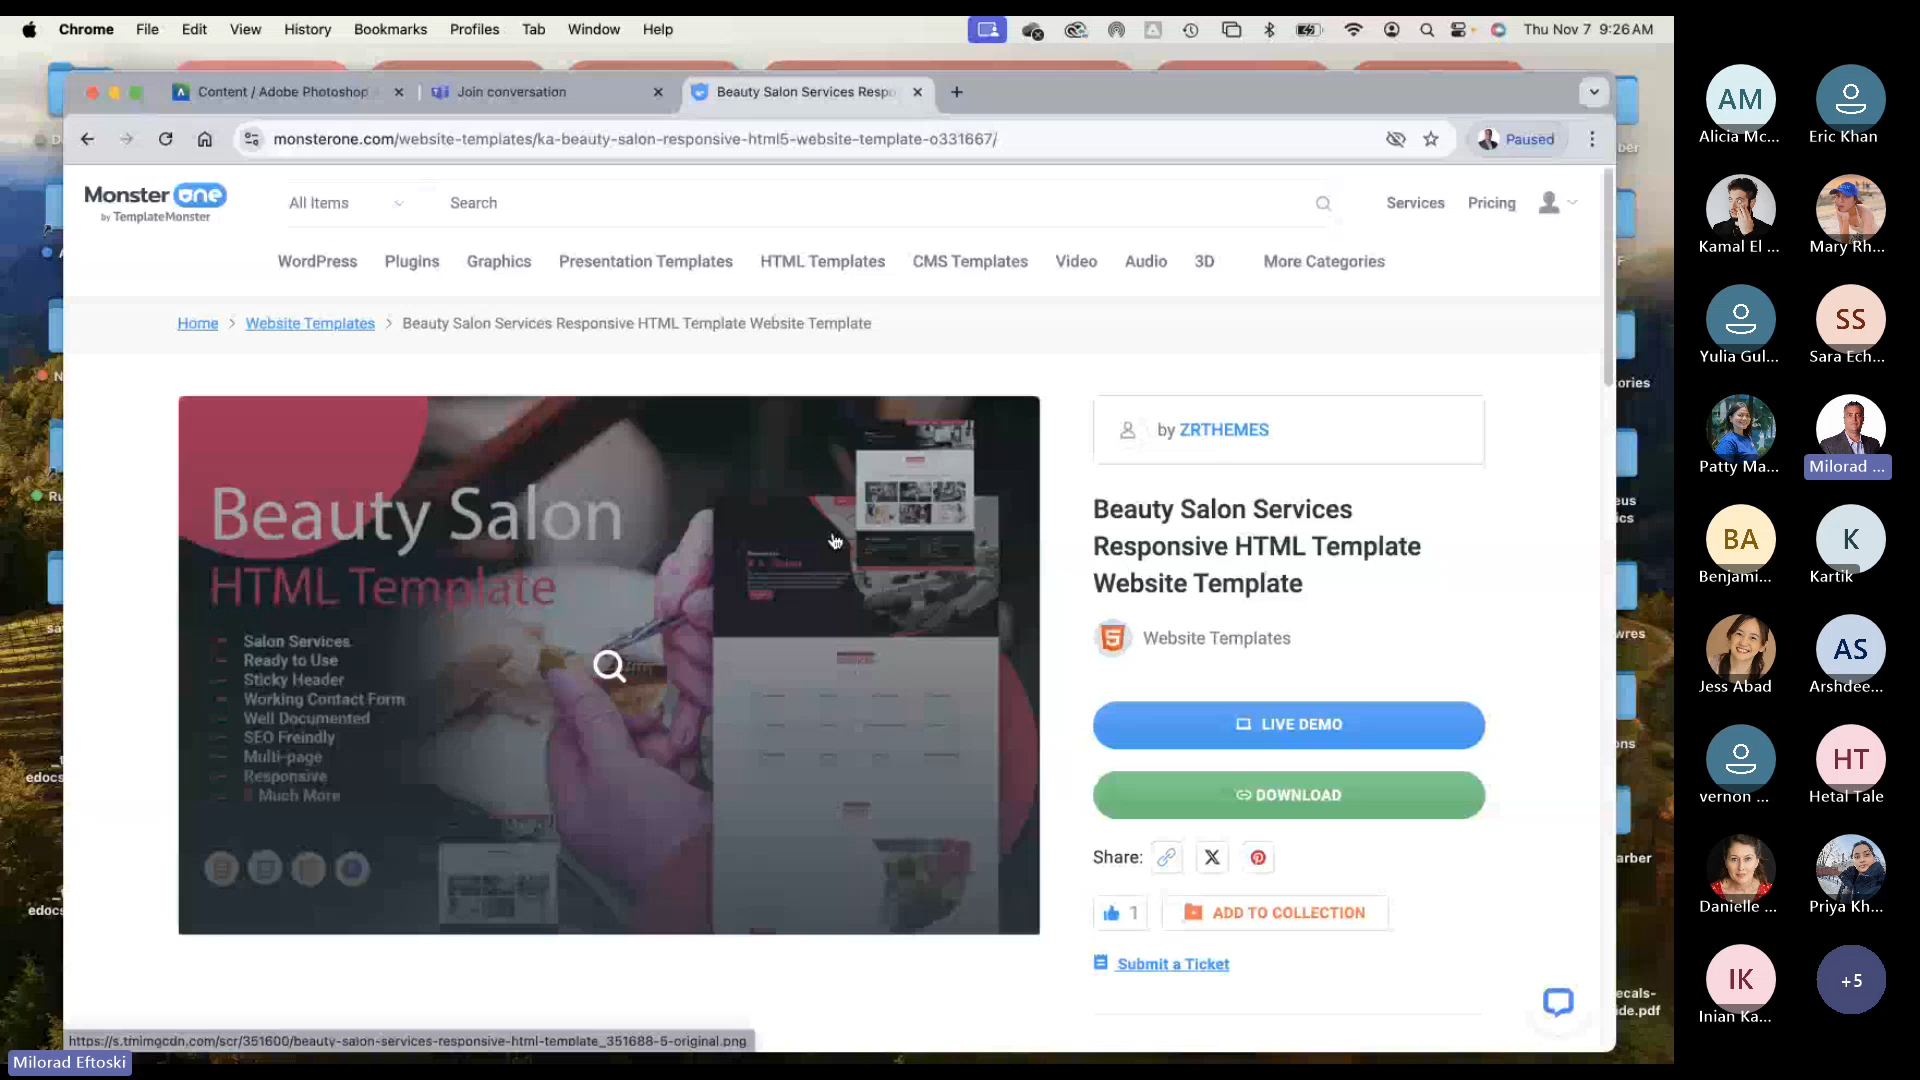 Chrome File Edit View History Bookmarks Profiles Tab Window Help
Thu Nov 7 9:26 AM
Content / Adobe Photoshop
Join conversation
Beauty Salon Services Respo
monsterone.com/website-templates/ka-beauty-salon-responsive-html5-website-template-o331667/
Paused
Monster one
by TemplateMonster
All Items
Search
Services
Pricing
WordPress Plugins Graphics Presentation Templates HTML Templates CMS Templates Video Audio 3D More Categories
Home > Website Templates > Beauty Salon Services Responsive HTML Template Website Template
Beauty Salon
HTML Template
Salon Services
Ready to Use
Sticky Header
Working Contact Form
Well Documented
SEO Freindly
Multi-page
Responsive
Much More
by ZRTHEMES
Beauty Salon Services
Responsive HTML Template
Website Template
Website Templates
LIVE DEMO
DOWNLOAD
Share:
1
ADD TO COLLECTION
Submit a Ticket
https://s.tmimgcdn.com/scr/351600/beauty-salon-services-responsive-html-template_351688-5-original.png
Milorad Eftoski
AM
Alicia Mc...
Eric Khan
Kamal El ...
Mary Rh...
Yulia Gul...
SS
Sara Ech...
Patty Ma...
Milorad ...
BA
Benjami...
K
Kartik
Jess Abad
AS
Arshdee...
vernon ...
HT
Hetal Tale
Danielle ...
Priya Kh...
IK
Inian Ka...
+5